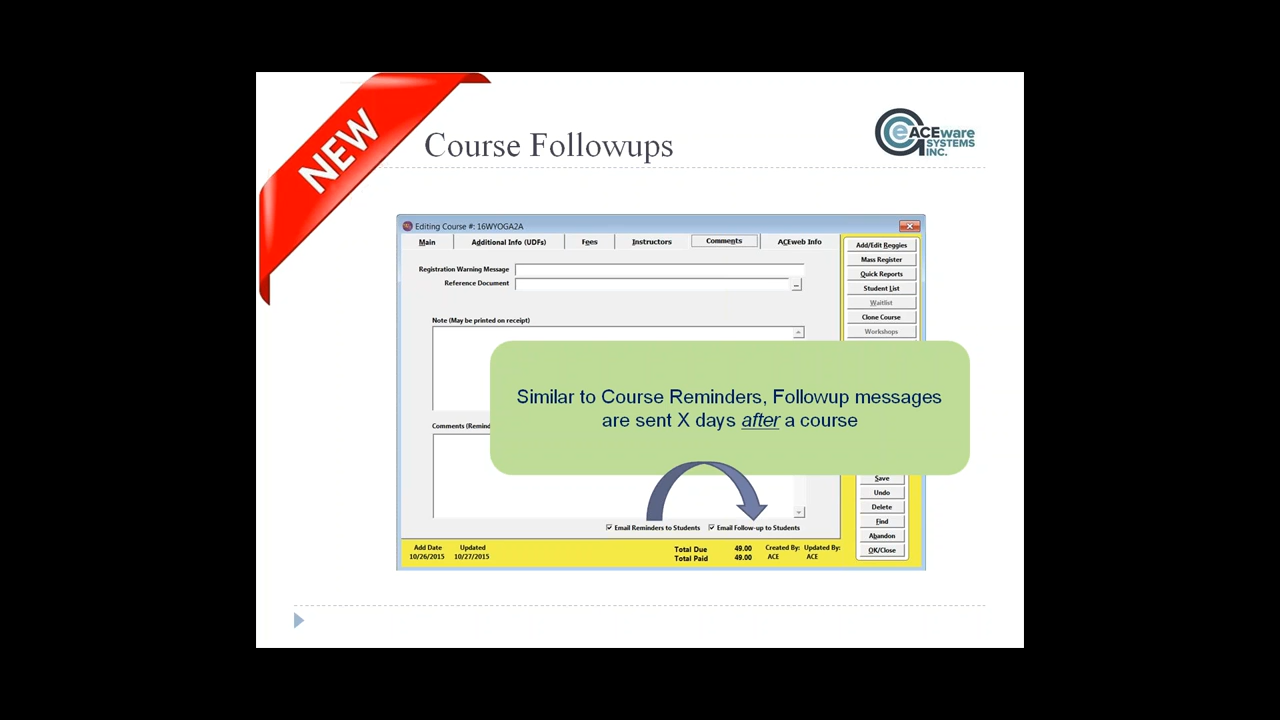 NEW
Course Followups
eACEware
SYSTEMS
INC.
Editing Course #: 16WYOGA2A
Main
Additional Info (UDFs)
Fees
Instructors
Comments
ACEweb Info
Add/Edit Reggies
Mass Register
Quick Reports
Student List
Waitlist
Clone Course
Workshops
Registration Warning Message
Reference Document
...
Note (May be printed on receipt)
Similar to Course Reminders, Followup messages
are sent X days after a course
Comments (Remind
Save
Undo
Delete
Find
Abandon
OK/Close
Email Reminders to Students
Email Follow-up to Students
Add Date
Updated
10/26/2015
10/27/2015
Total Due 49.00
Total Paid 49.00
Created By: Updated By:
ACE ACE